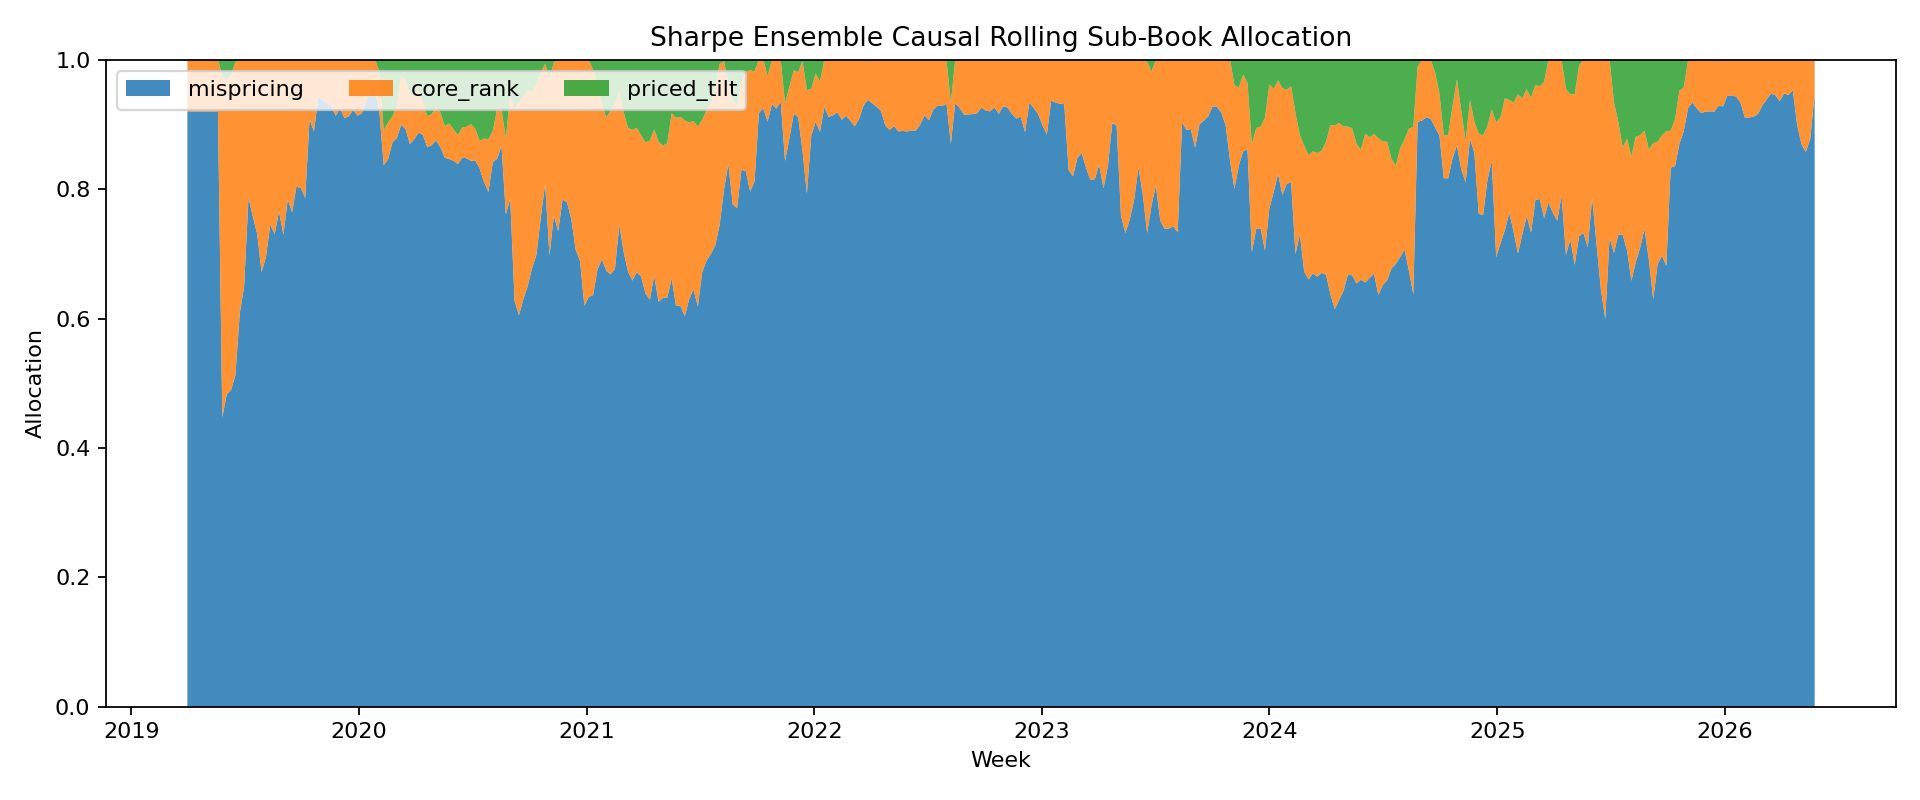 Sharpe Ensemble Causal Rolling Sub-Book Allocation
mispricing core_rank priced_tilt
Allocation
1.0
0.8
0.6
0.4
0.2
0.0
2019 2020 2021 2022 2023 2024 2025 2026
Week